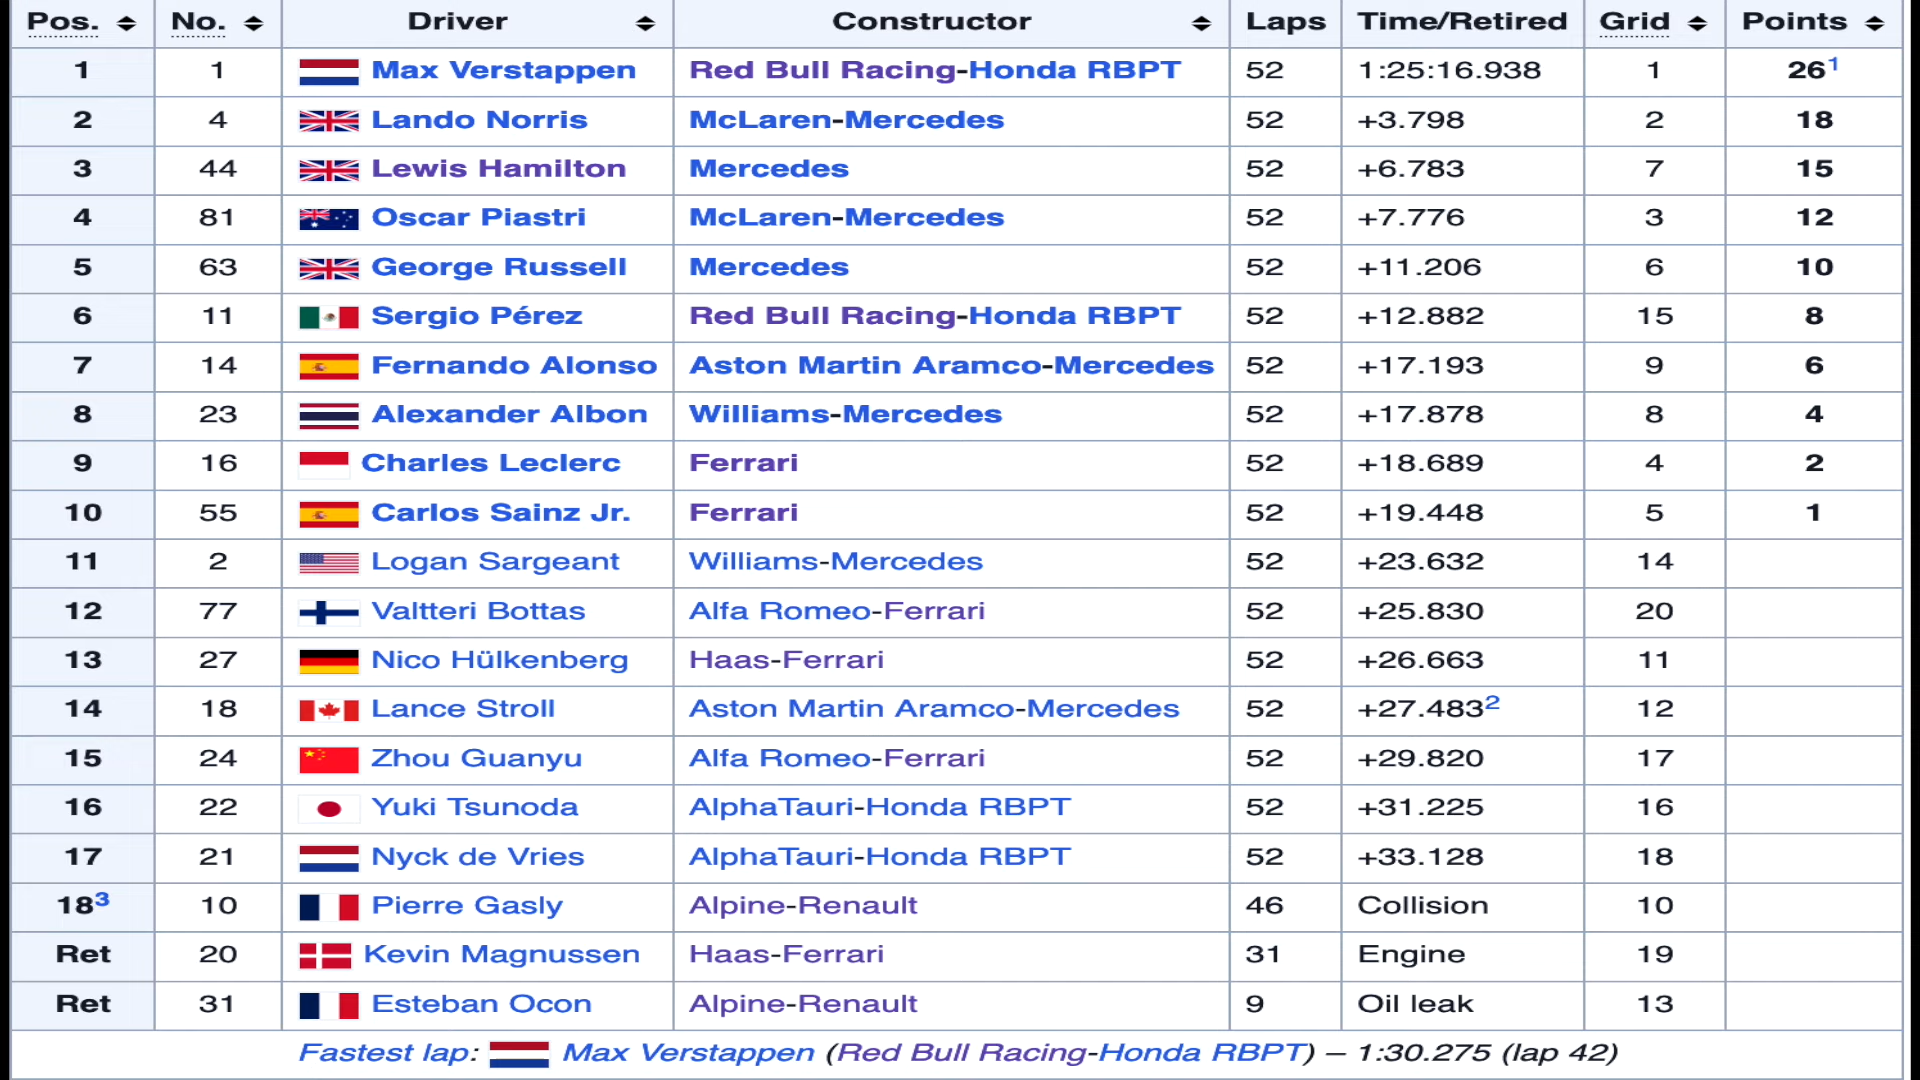 Pos. No. Driver Constructor Laps Time/Retired Grid Points
1 1 Max Verstappen Red Bull Racing-Honda RBPT 52 1:25:16.938 1 26¹
2 4 Lando Norris McLaren-Mercedes 52 +3.798 2 18
3 44 Lewis Hamilton Mercedes 52 +6.783 7 15
4 81 Oscar Piastri McLaren-Mercedes 52 +7.776 3 12
5 63 George Russell Mercedes 52 +11.206 6 10
6 11 Sergio Pérez Red Bull Racing-Honda RBPT 52 +12.882 15 8
7 14 Fernando Alonso Aston Martin Aramco-Mercedes 52 +17.193 9 6
8 23 Alexander Albon Williams-Mercedes 52 +17.878 8 4
9 16 Charles Leclerc Ferrari 52 +18.689 4 2
10 55 Carlos Sainz Jr. Ferrari 52 +19.448 5 1
11 2 Logan Sargeant Williams-Mercedes 52 +23.632 14
12 77 Valtteri Bottas Alfa Romeo-Ferrari 52 +25.830 20
13 27 Nico Hülkenberg Haas-Ferrari 52 +26.663 11
14 18 Lance Stroll Aston Martin Aramco-Mercedes 52 +27.483² 12
15 24 Zhou Guanyu Alfa Romeo-Ferrari 52 +29.820 17
16 22 Yuki Tsunoda AlphaTauri-Honda RBPT 52 +31.225 16
17 21 Nyck de Vries AlphaTauri-Honda RBPT 52 +33.128 18
18³ 10 Pierre Gasly Alpine-Renault 46 Collision 10
Ret 20 Kevin Magnussen Haas-Ferrari 31 Engine 19
Ret 31 Esteban Ocon Alpine-Renault 9 Oil leak 13
Fastest lap: Max Verstappen (Red Bull Racing-Honda RBPT) – 1:30.275 (lap 42)